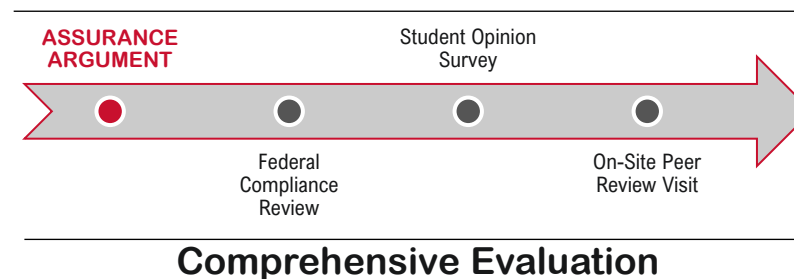 ASSURANCE
ARGUMENT
Student Opinion
Survey
Federal
Compliance
Review
On-Site Peer
Review Visit
Comprehensive Evaluation